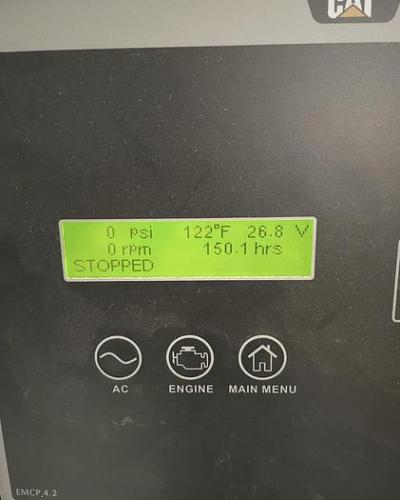 CAT
0 psi 122°F 26.8 V
0 rpm 150.1 hrs
STOPPED
AC ENGINE MAIN MENU
EMCP 4.2